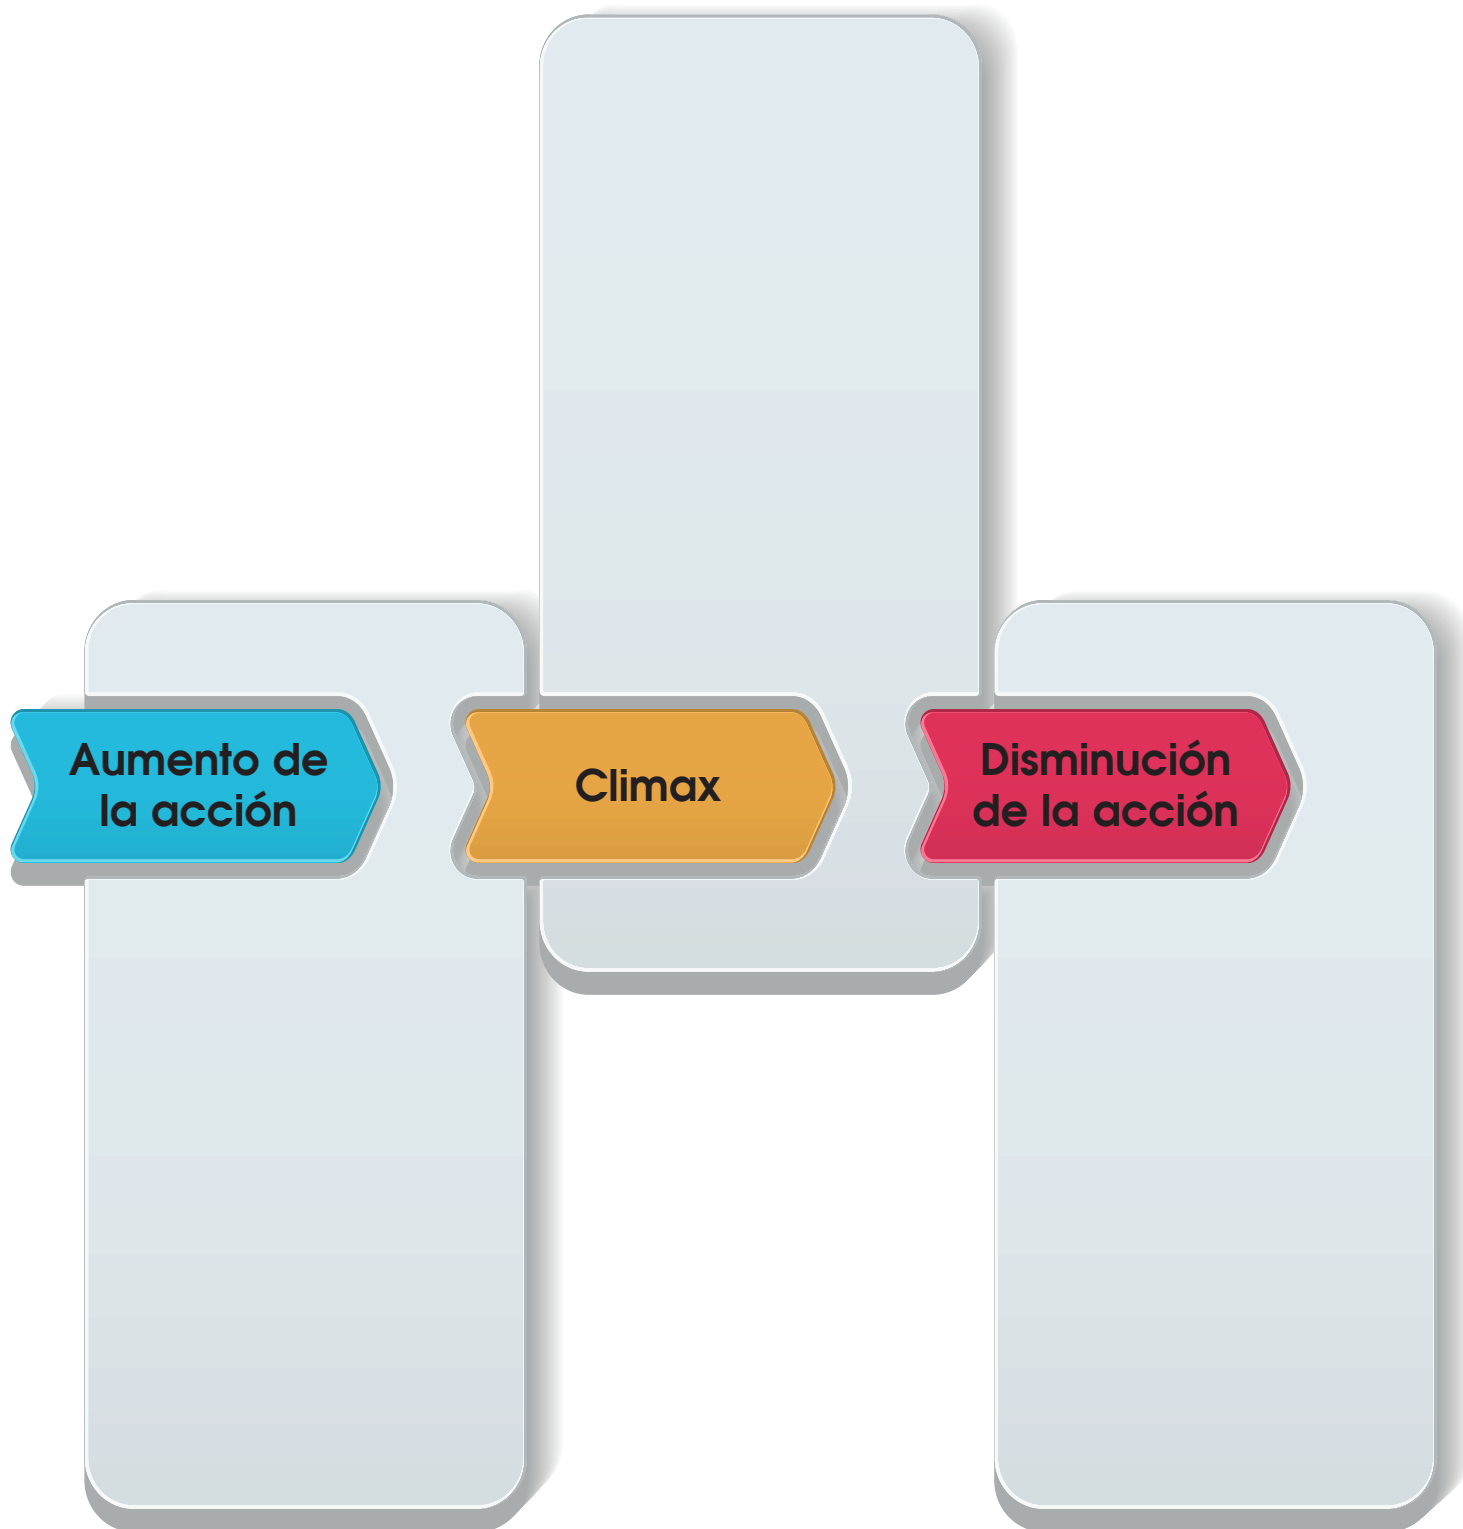 Aumento de
la acción
Climax
Disminución
de la acción